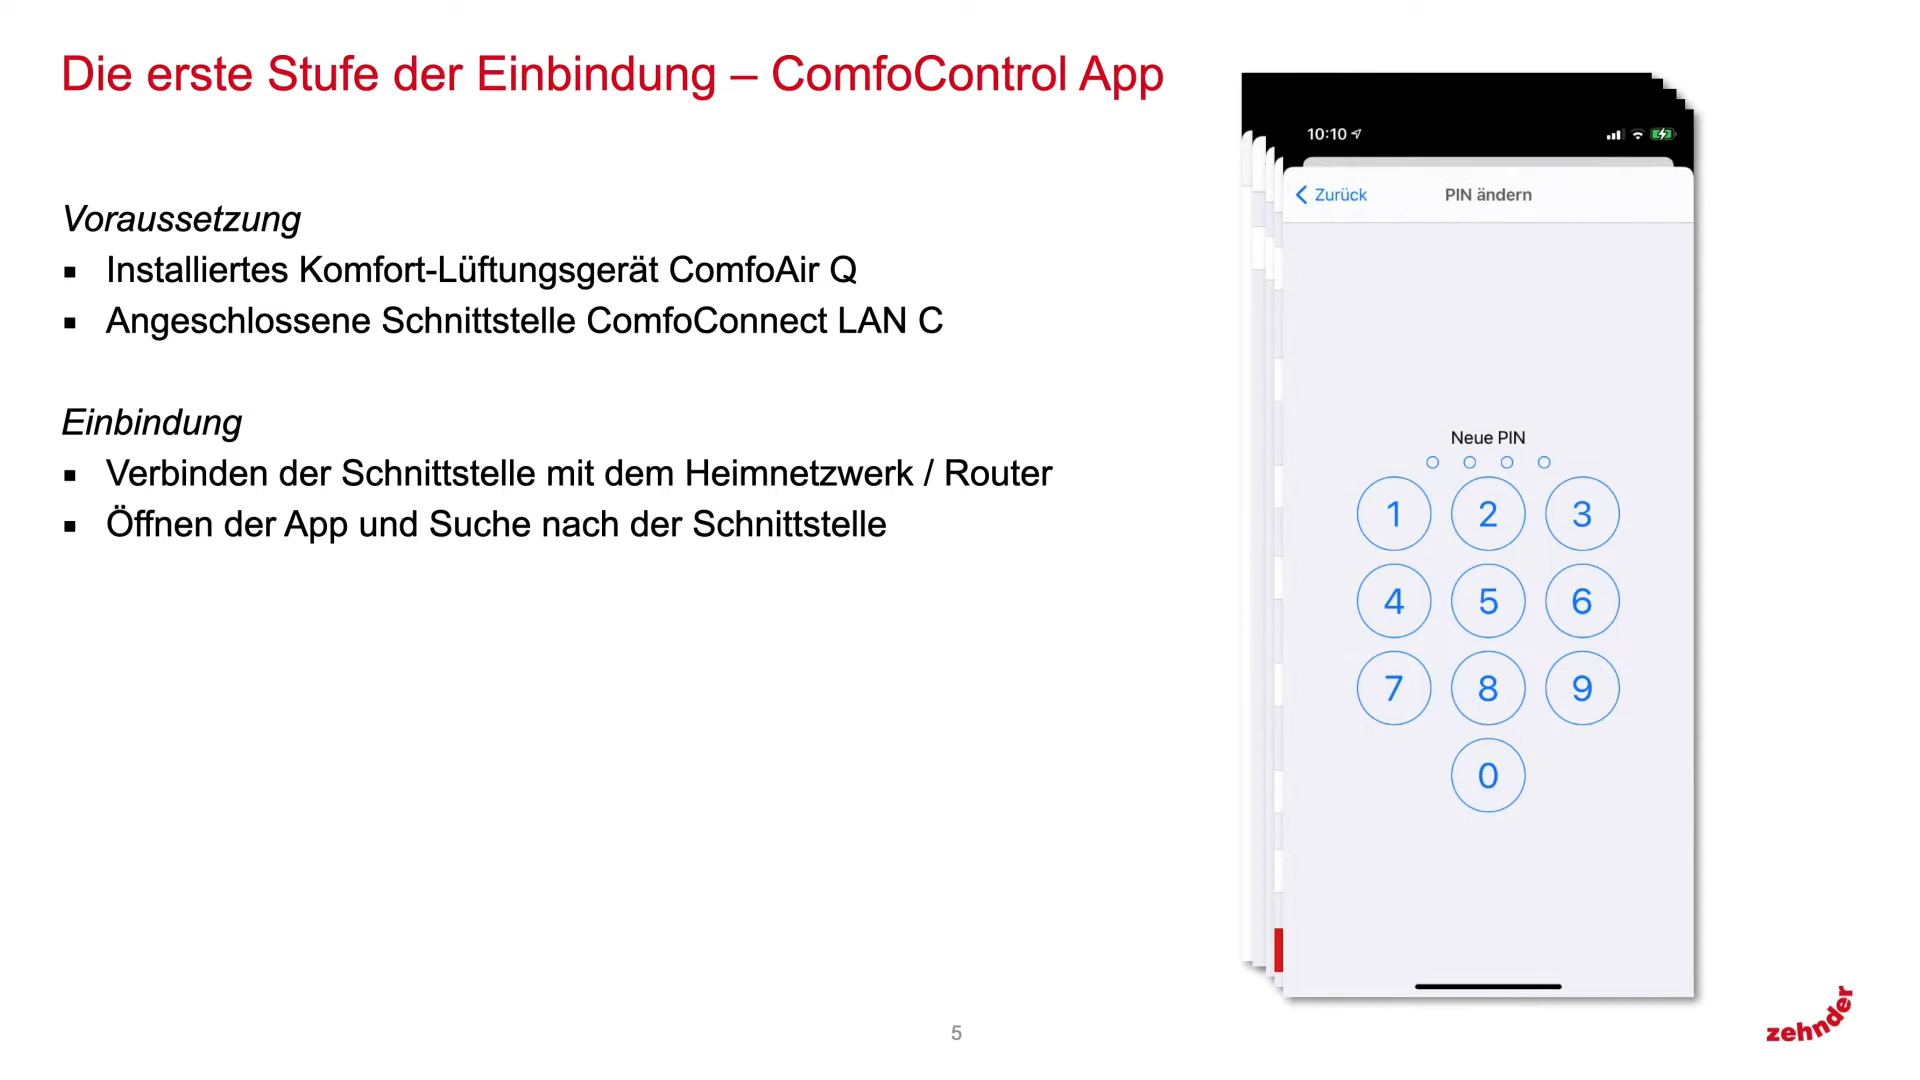 Die erste Stufe der Einbindung – ComfoControl App
Voraussetzung
▪ Installiertes Komfort-Lüftungsgerät ComfoAir Q
▪ Angeschlossene Schnittstelle ComfoConnect LAN C
Einbindung
▪ Verbinden der Schnittstelle mit dem Heimnetzwerk / Router
▪ Öffnen der App und Suche nach der Schnittstelle
10:10
Zurück PIN ändern
Neue PIN
1 2 3
4 5 6
7 8 9
0
5
zehnder